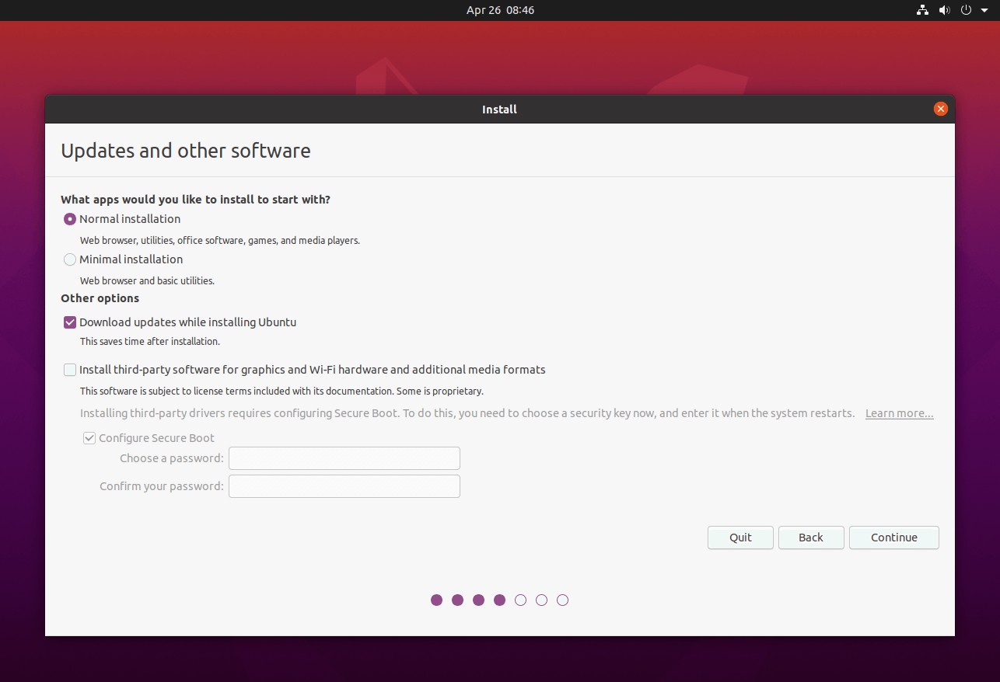 Apr 26 08:46
Install
Updates and other software
What apps would you like to install to start with?
Normal installation
Web browser, utilities, office software, games, and media players.
Minimal installation
Web browser and basic utilities.
Other options
Download updates while installing Ubuntu
This saves time after installation.
Install third-party software for graphics and Wi-Fi hardware and additional media formats
This software is subject to license terms included with its documentation. Some is proprietary.
Installing third-party drivers requires configuring Secure Boot. To do this, you need to choose a security key now, and enter it when the system restarts. Learn more...
Configure Secure Boot
Choose a password:
Confirm your password:
Quit Back Continue